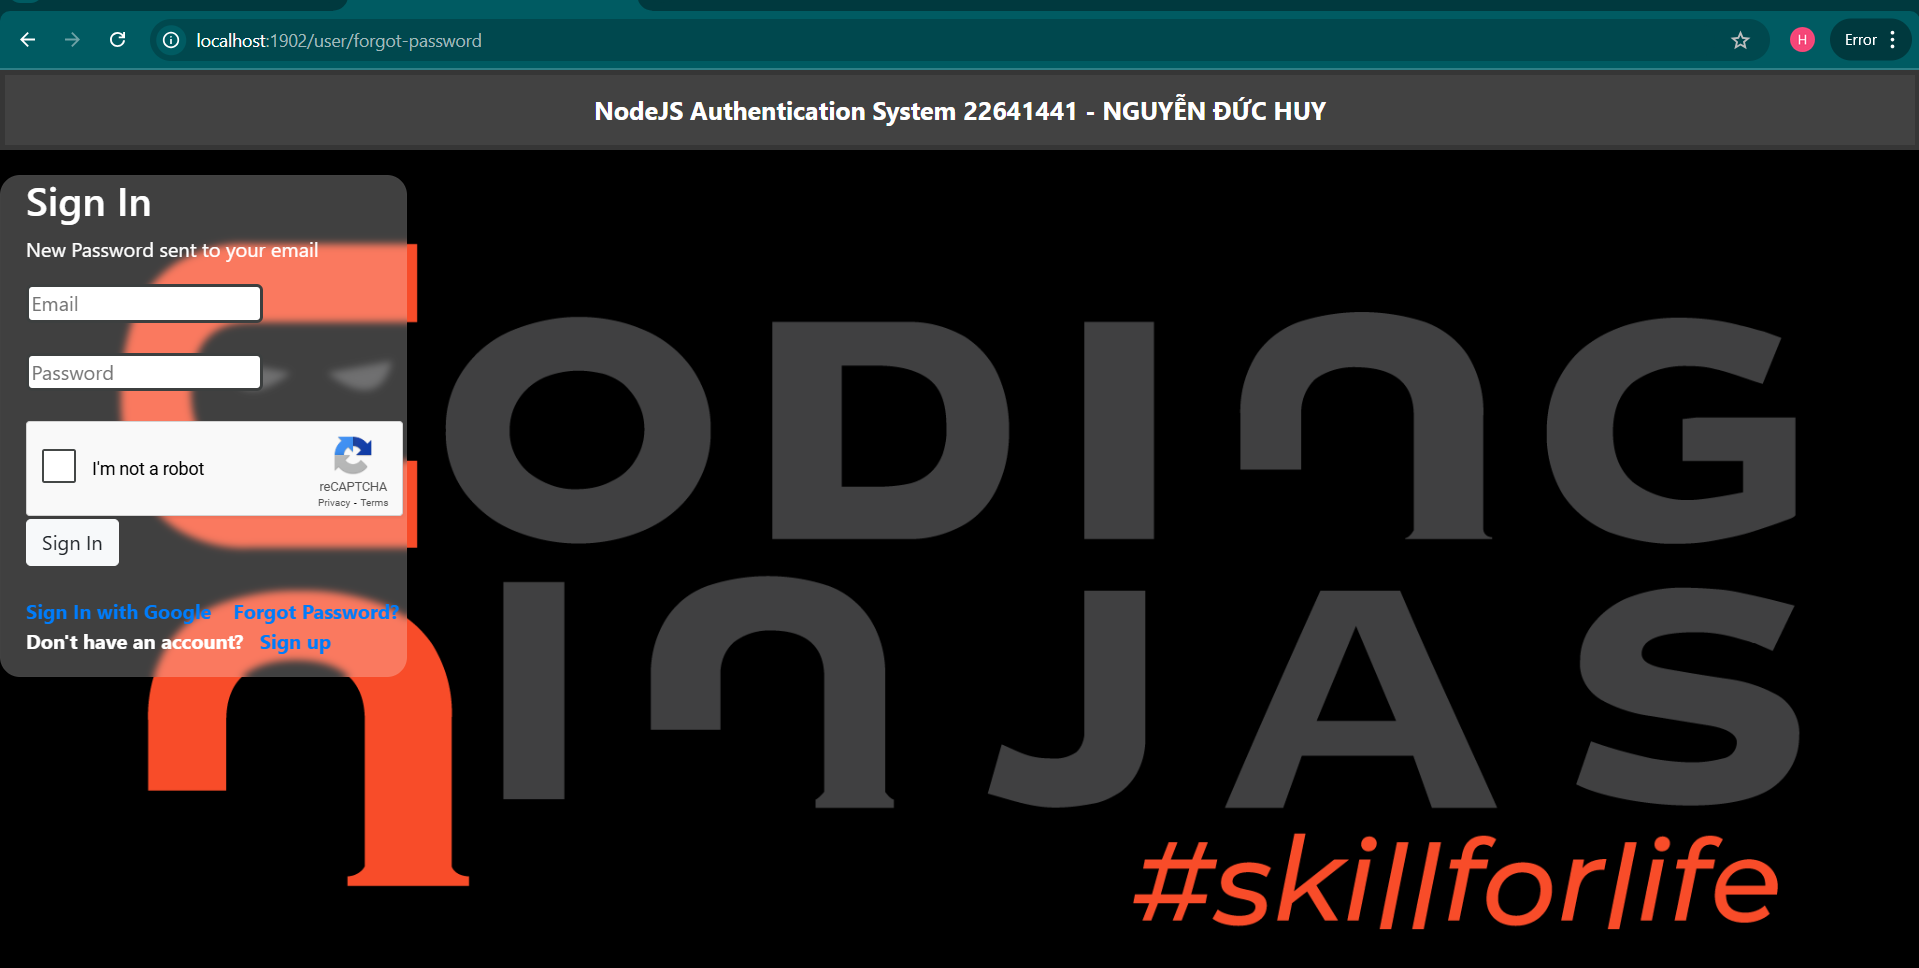 localhost:1902/user/forgot-password
H
Error
NodeJS Authentication System 22641441 - NGUYỄN ĐỨC HUY
Sign In
New Password sent to your email
Email
Password
I'm not a robot
reCAPTCHA
Privacy - Terms
Sign In
Sign In with Google Forgot Password?
Don't have an account? Sign up
CODING
NINJAS
#skillforlife